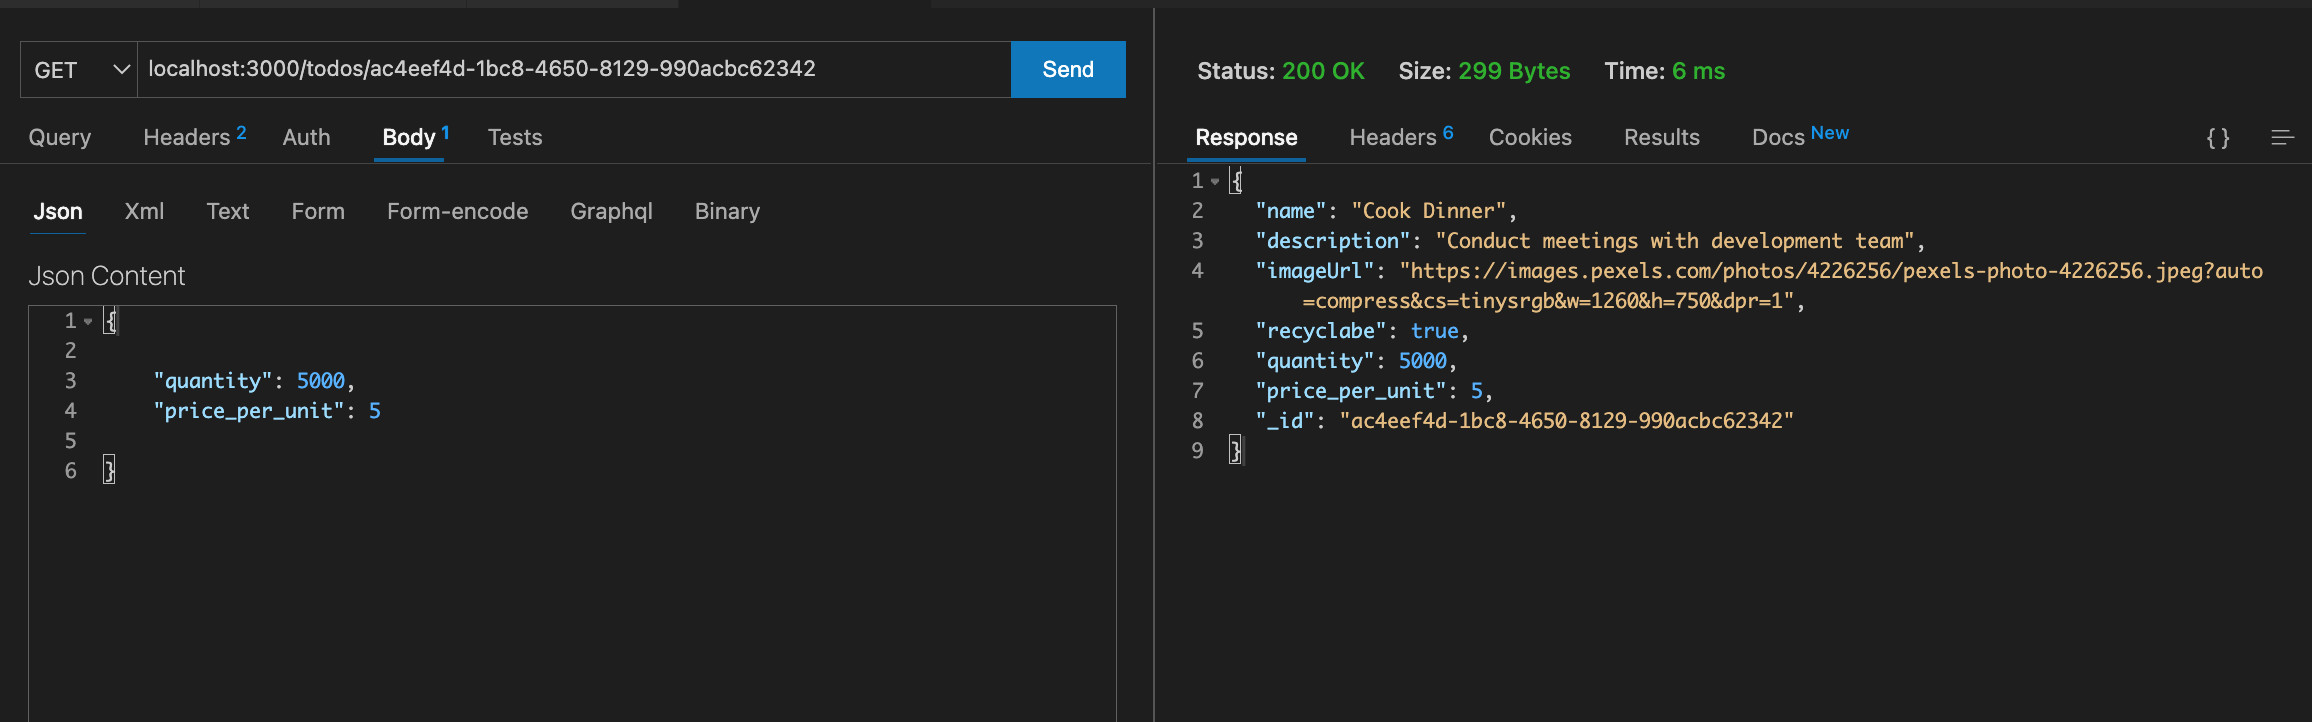 GET localhost:3000/todos/ac4eef4d-1bc8-4650-8129-990acbc62342 Send
Query Headers 2 Auth Body 1 Tests
Json Xml Text Form Form-encode Graphql Binary
Json Content
1 {
2
3 "quantity": 5000,
4 "price_per_unit": 5
5
6 }
Status: 200 OK Size: 299 Bytes Time: 6 ms
Response Headers 6 Cookies Results Docs New { }
1 {
2 "name": "Cook Dinner",
3 "description": "Conduct meetings with development team",
4 "imageUrl": "https://images.pexels.com/photos/4226256/pexels-photo-4226256.jpeg?auto
=compress&cs=tinysrgb&w=1260&h=750&dpr=1",
5 "recyclabe": true,
6 "quantity": 5000,
7 "price_per_unit": 5,
8 "_id": "ac4eef4d-1bc8-4650-8129-990acbc62342"
9 }